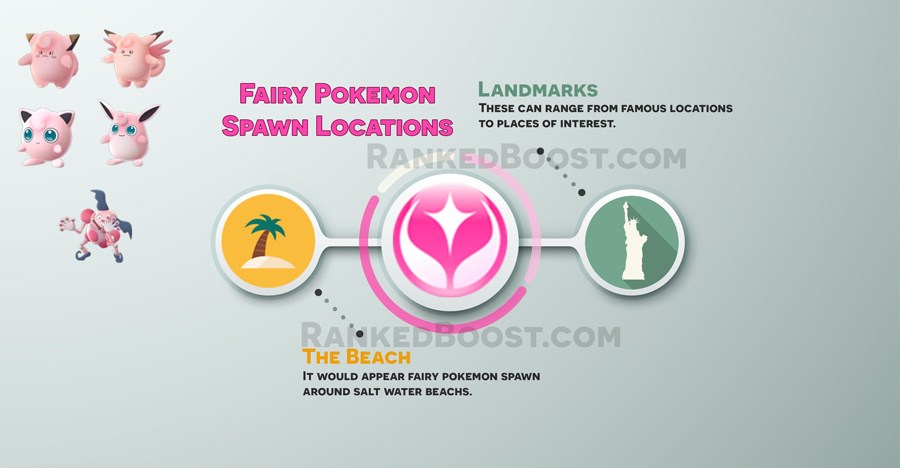 Fairy Pokemon
Spawn Locations
Landmarks
These can range from famous locations
to places of interest.
RankedBoost.com
RankedBoost.com
The Beach
It would appear fairy pokemon spawn
around salt water beachs.